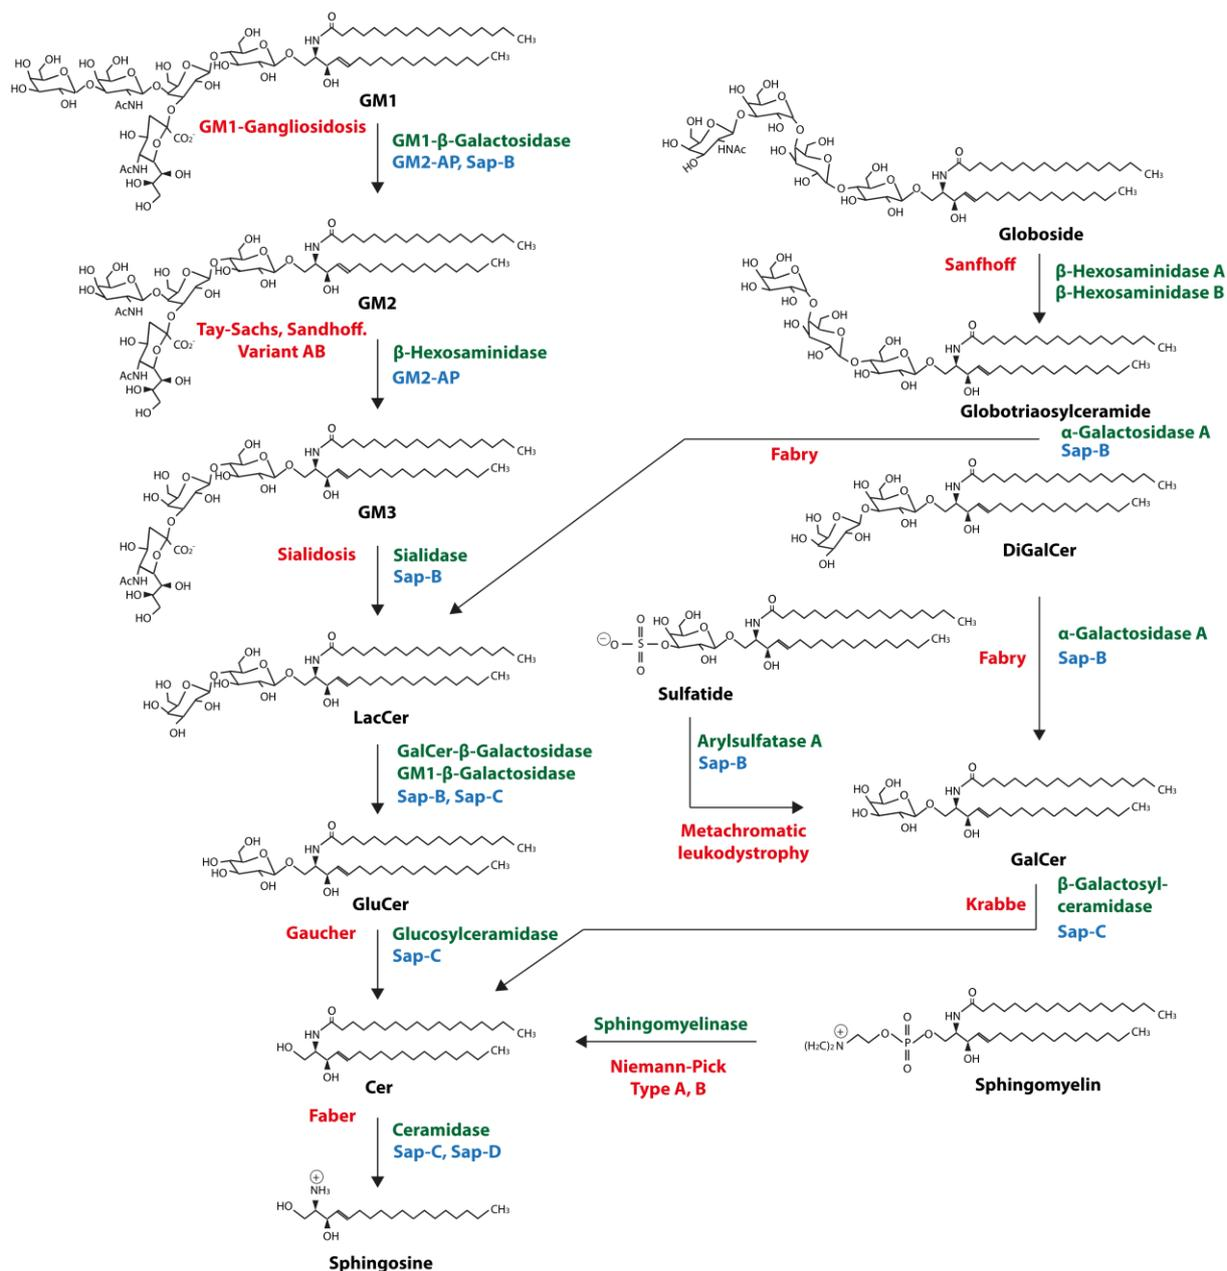 GM1
GM1-Gangliosidosis
GM1-β-Galactosidase
GM2-AP, Sap-B
GM2
Tay-Sachs, Sandhoff.
Variant AB
β-Hexosaminidase
GM2-AP
GM3
Sialidosis
Sialidase
Sap-B
LacCer
GalCer-β-Galactosidase
GM1-β-Galactosidase
Sap-B, Sap-C
GluCer
Gaucher
Glucosylceramidase
Sap-C
Cer
Faber
Ceramidase
Sap-C, Sap-D
Sphingosine
Globoside
Sanfhoff
β-Hexosaminidase A
β-Hexosaminidase B
Globotriaosylceramide
Fabry
α-Galactosidase A
Sap-B
DiGalCer
Fabry
α-Galactosidase A
Sap-B
Sulfatide
Arylsulfatase A
Sap-B
Metachromatic
leukodystrophy
GalCer
Krabbe
β-Galactosyl-
ceramidase
Sap-C
Sphingomyelinase
Niemann-Pick
Type A, B
Sphingomyelin